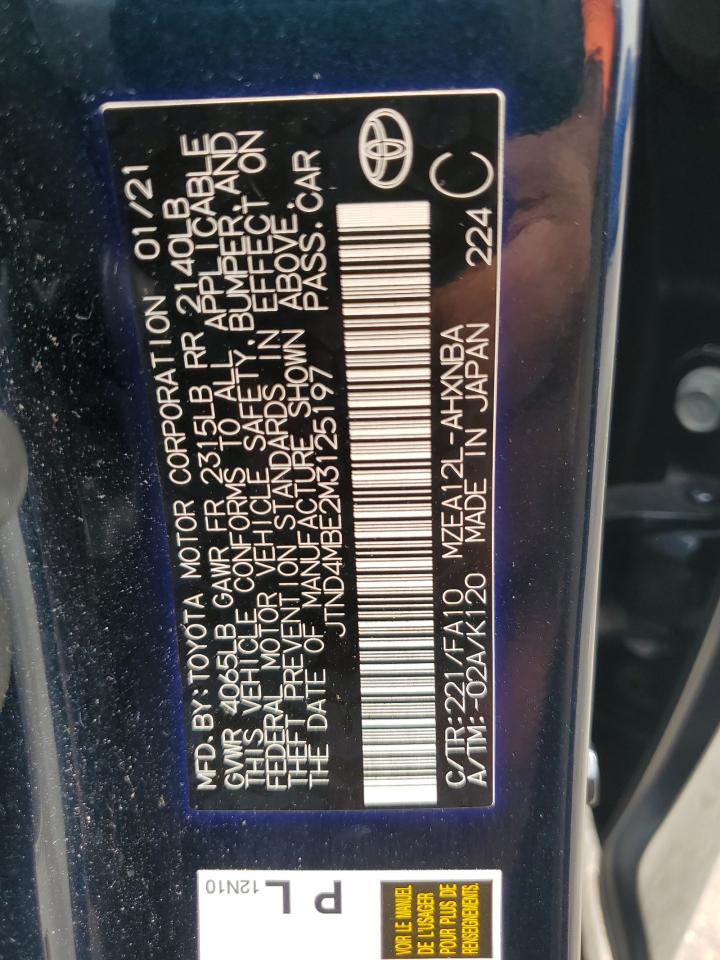 MFD. BY: TOYOTA MOTOR CORPORATION 01/21
GVWR 4065LB GAWR FR 2315LB RR 2140LB
THIS VEHICLE CONFORMS TO ALL APPLICABLE
FEDERAL MOTOR VEHICLE SAFETY, BUMPER, AND
THEFT PREVENTION STANDARDS IN EFFECT ON
THE DATE OF MANUFACTURE SHOWN ABOVE.
JTND4MBE2M3125197 PASS. CAR
C/TR: 221/FA10 MZEA12L-AHXNBA
A/TM: -02A/K120 MADE IN JAPAN 224 C
12N10
P L
VOIR LE MANUEL
DE L'USAGER
POUR PLUS DE
RENSEIGNEMENTS.